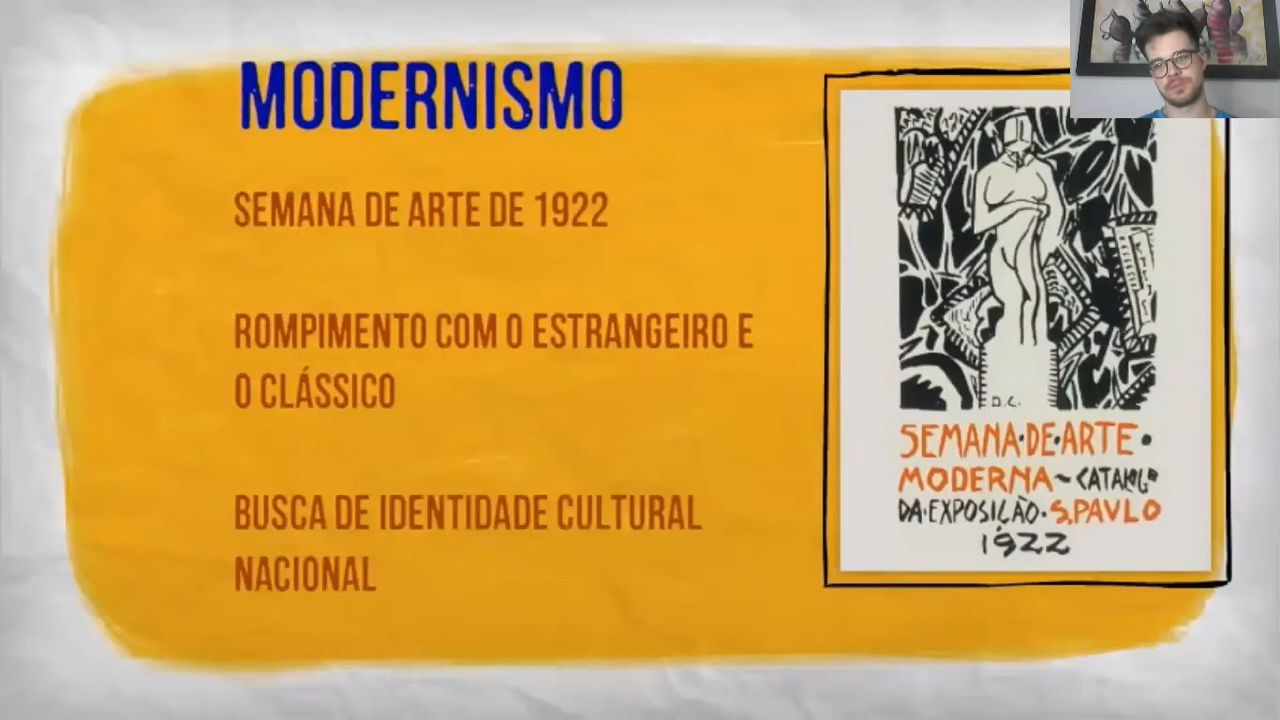 MODERNISMO
SEMANA DE ARTE DE 1922
ROMPIMENTO COM O ESTRANGEIRO E
O CLÁSSICO
BUSCA DE IDENTIDADE CULTURAL
NACIONAL
D.C.
SEMANA·DE·ARTE·
MODERNA~CATALOGO
DA·EXPOSIÇÃO·S.PAVLO
1922